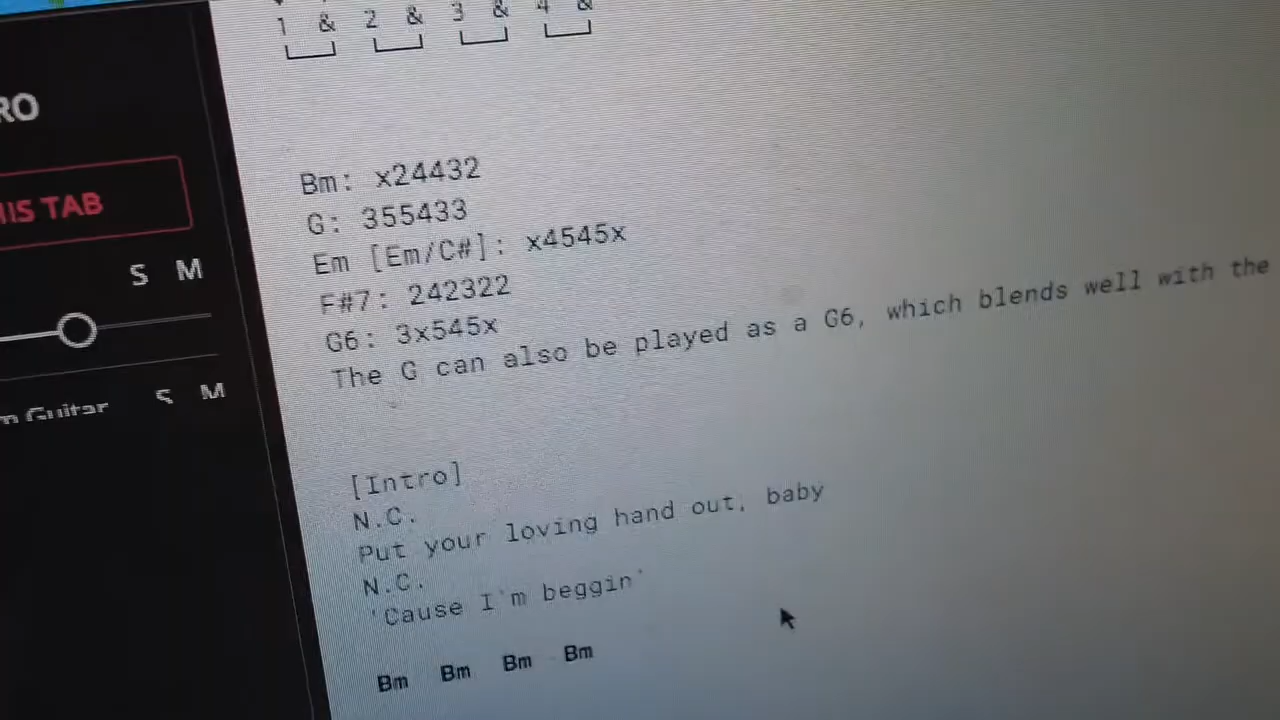 1 & 2 & 3 & 4 &
RO
HIS TAB
S M
S M
m Guitar
Bm: x24432
G: 355433
Em [Em/C#]: x4545x
F#7: 242322
G6: 3x545x
The G can also be played as a G6, which blends well with the
[Intro]
N.C.
Put your loving hand out, baby
N.C.
'Cause I'm beggin'
Bm Bm Bm Bm